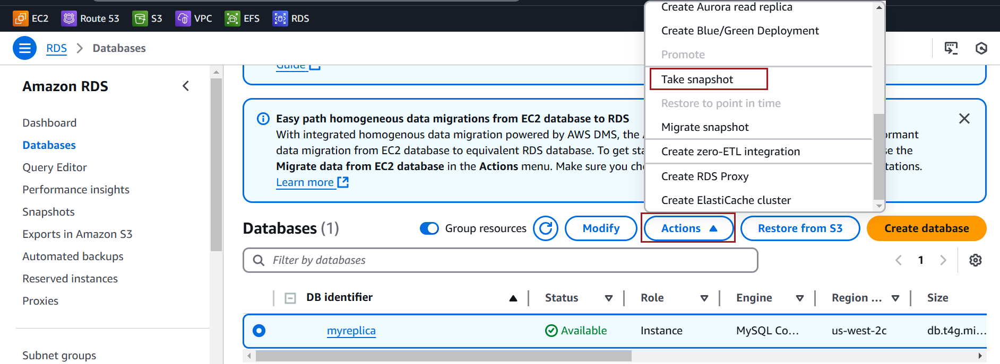 EC2 Route 53 S3 VPC EFS RDS
RDS Databases
Amazon RDS
Dashboard
Databases
Query Editor
Performance insights
Snapshots
Exports in Amazon S3
Automated backups
Reserved instances
Proxies
Subnet groups
Guide
Easy path homogeneous data migrations from EC2 database to RDS
With integrated homogenous data migration powered by AWS DMS, the
data migration from EC2 database to equivalent RDS database. To get
Migrate data from EC2 database in the Actions menu. Make sure you
Learn more
Create Aurora read replica
Create Blue/Green Deployment
Promote
Take snapshot
Restore to point in time
Migrate snapshot
Create zero-ETL integration
Create RDS Proxy
Create ElastiCache cluster
the
Databases (1) Group resources Modify Actions Restore from S3 Create database
Filter by databases 1
DB identifier Status Role Engine Region ... Size
myreplica Available Instance MySQL Co... us-west-2c db.t4g.mi...